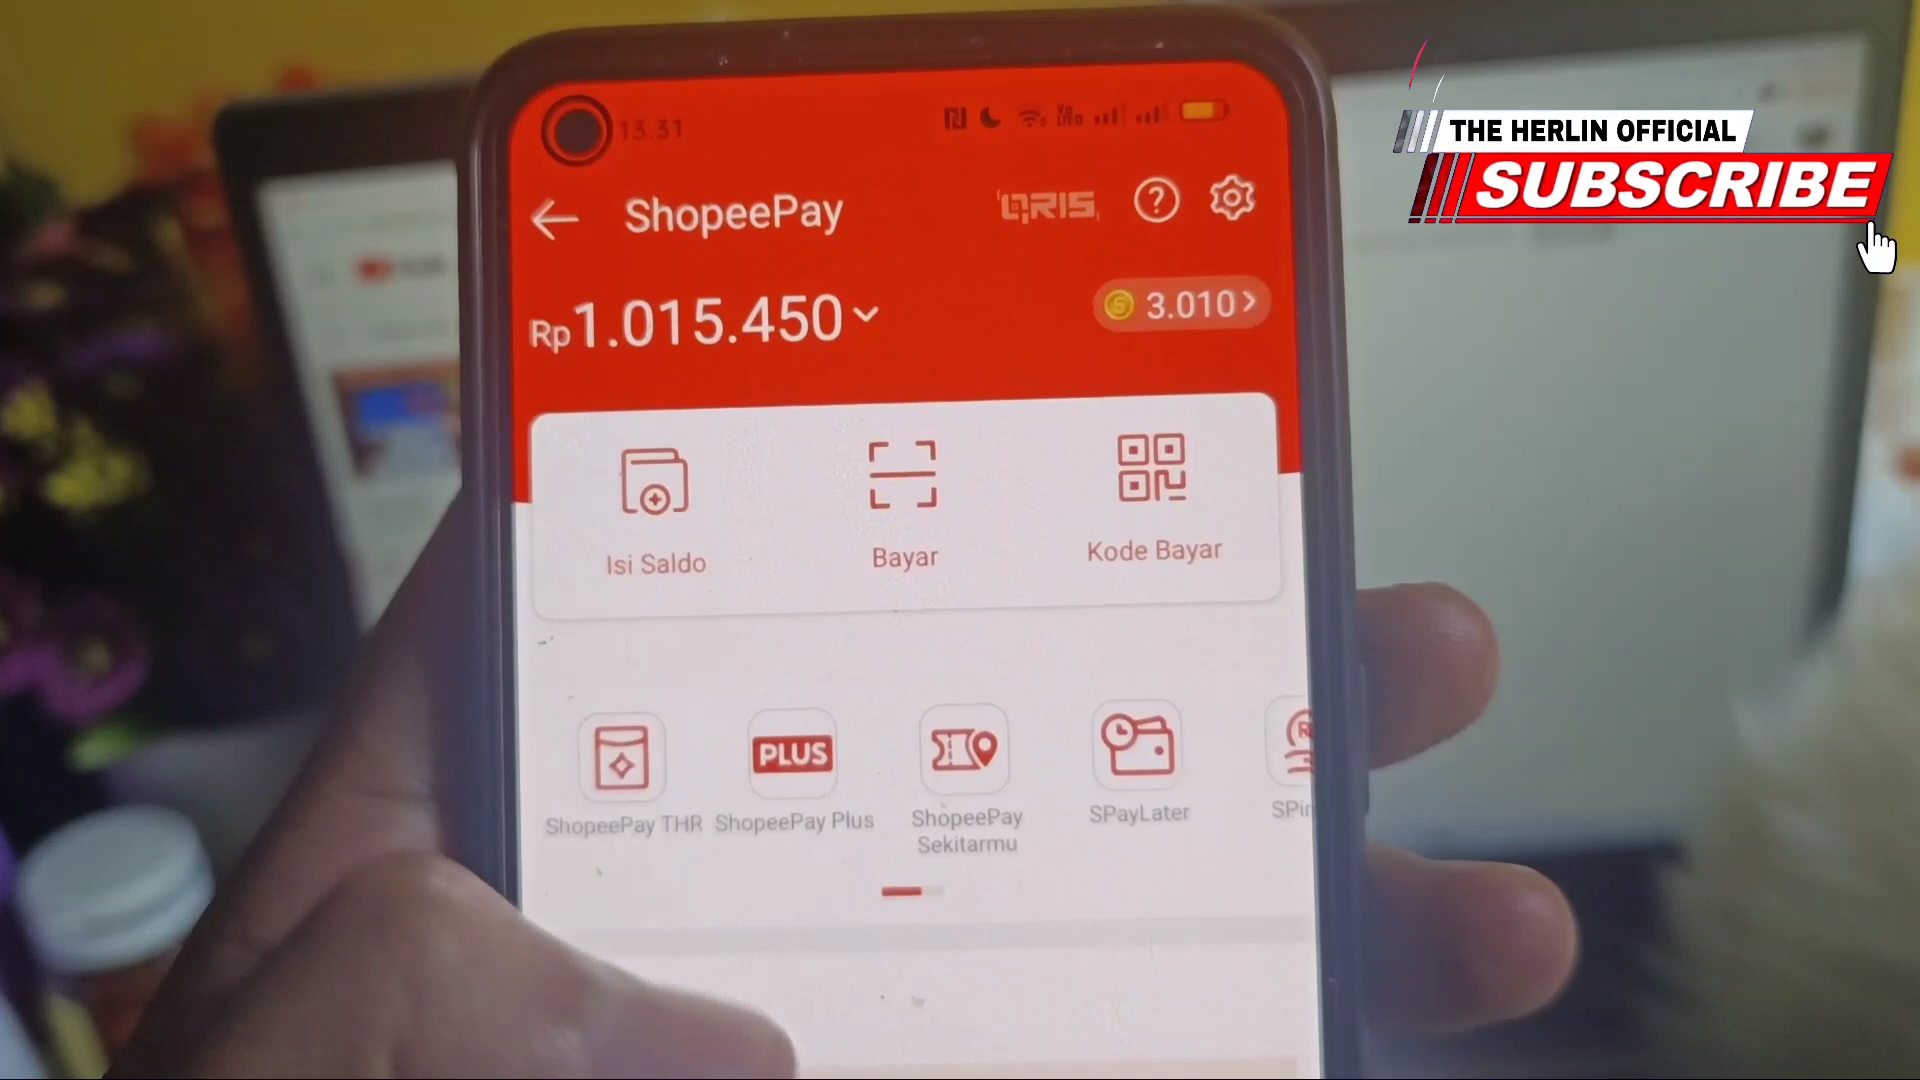 THE HERLIN OFFICIAL
SUBSCRIBE
13.31
ShopeePay
QRIS
Rp1.015.450
3.010
Isi Saldo
Bayar
Kode Bayar
PLUS
ShopeePay THR
ShopeePay Plus
ShopeePay
Sekitarmu
SPayLater